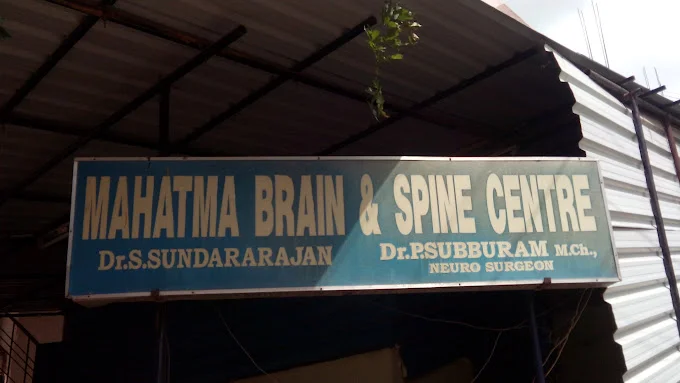 MAHATMA BRAIN & SPINE CENTRE
Dr.S.SUNDARARAJAN Dr.P.SUBBURAM M.Ch.,
NEURO SURGEON